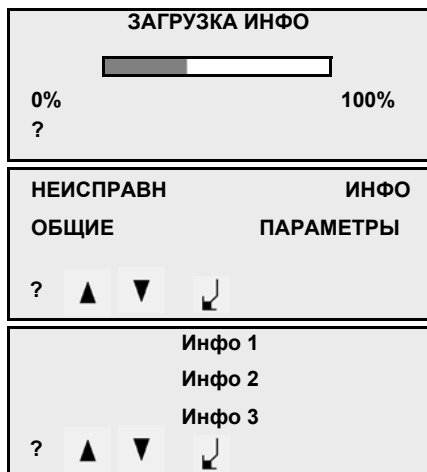 ЗАГРУЗКА ИНФО
0% 100%
?
НЕИСПРАВН ИНФО
ОБЩИЕ ПАРАМЕТРЫ
?
Инфо 1
Инфо 2
Инфо 3
?